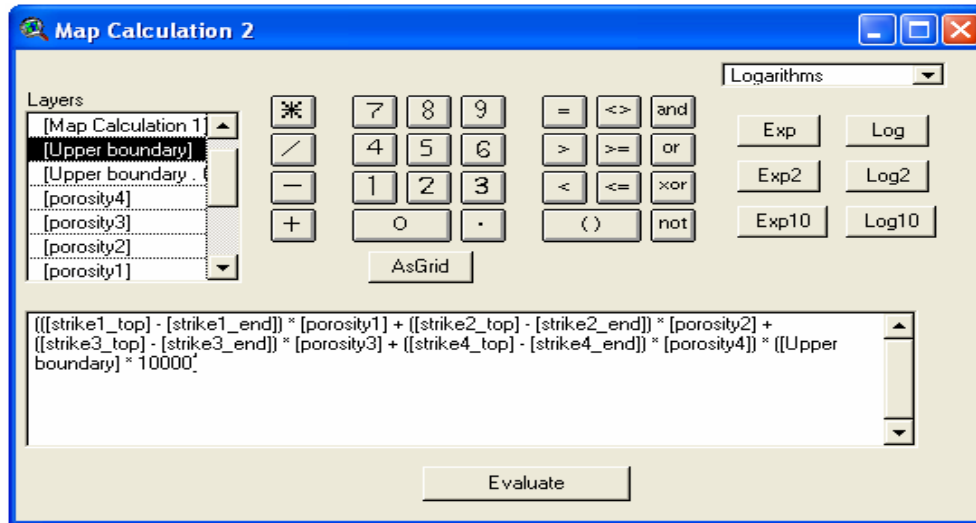 Map Calculation 2
Logarithms
Layers
[Map Calculation 1]
[Upper boundary]
[Upper boundary . (
[porosity4]
[porosity3]
[porosity2]
[porosity1]
* 7 8 9 = <> and
/ 4 5 6 > >= or
- 1 2 3 < <= xor
+ 0 . ( ) not
AsGrid
Exp Log
Exp2 Log2
Exp10 Log10
(([strike1_top] - [strike1_end]) * [porosity1] + ([strike2_top] - [strike2_end]) * [porosity2] +
([strike3_top] - [strike3_end]) * [porosity3] + ([strike4_top] - [strike4_end]) * [porosity4]) * ([Upper
boundary] * 10000
Evaluate